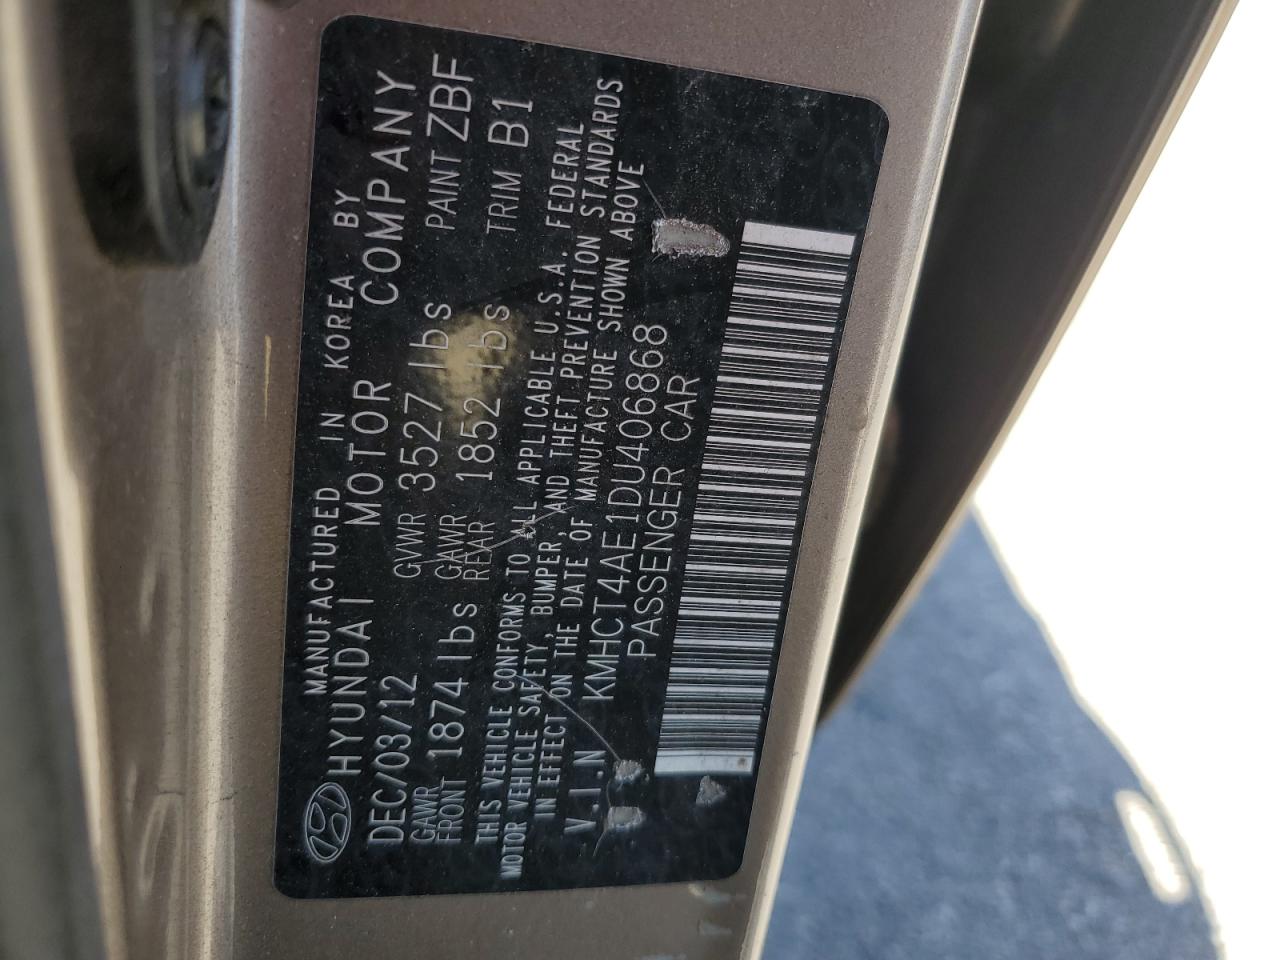 MANUFACTURED IN KOREA BY
HYUNDAI MOTOR COMPANY
DEC/03/12 GVWR 3527 lbs PAINT ZBF
GAWR FRONT 1874 lbs GAWR REAR 1852 lbs TRIM B1
THIS VEHICLE CONFORMS TO ALL APPLICABLE U.S.A. FEDERAL
MOTOR VEHICLE SAFETY, BUMPER, AND THEFT PREVENTION STANDARDS
IN EFFECT ON THE DATE OF MANUFACTURE SHOWN ABOVE
V.I.N KMHCT4AE1DU406868
PASSENGER CAR